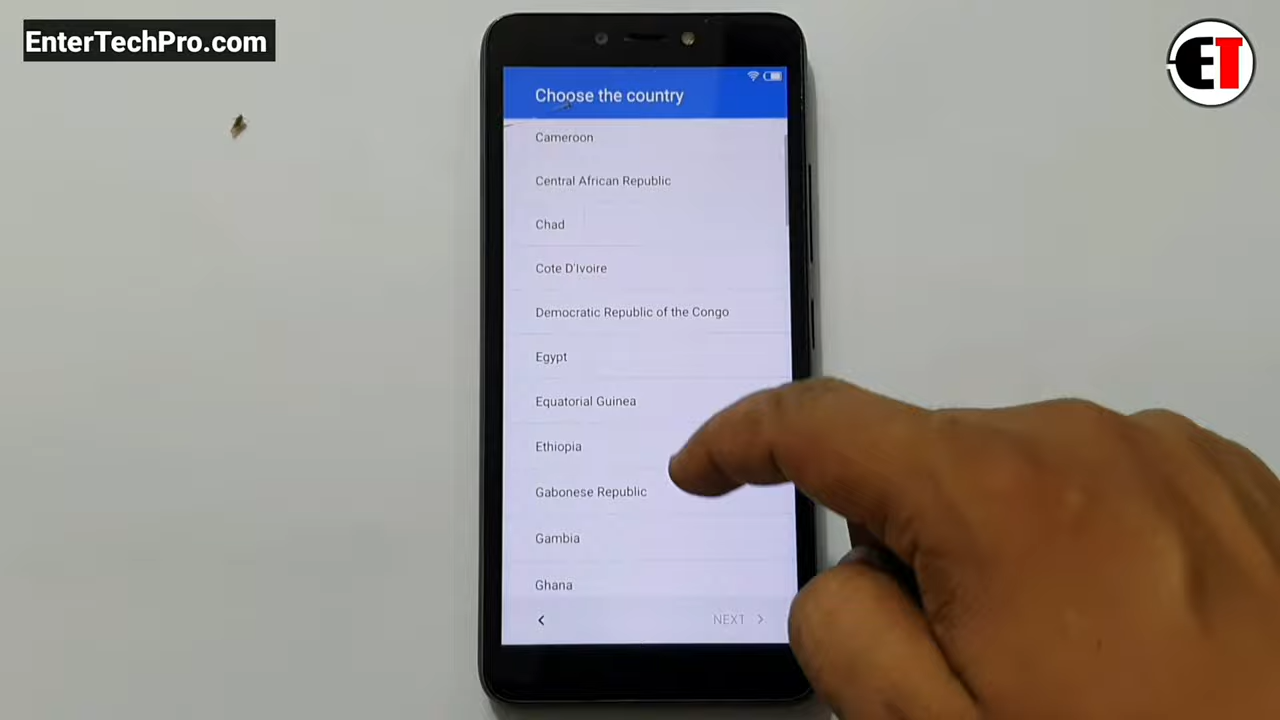 EnterTechPro.com
ET
Choose the country
Cameroon
Central African Republic
Chad
Cote D'Ivoire
Democratic Republic of the Congo
Egypt
Equatorial Guinea
Ethiopia
Gabonese Republic
Gambia
Ghana
NEXT